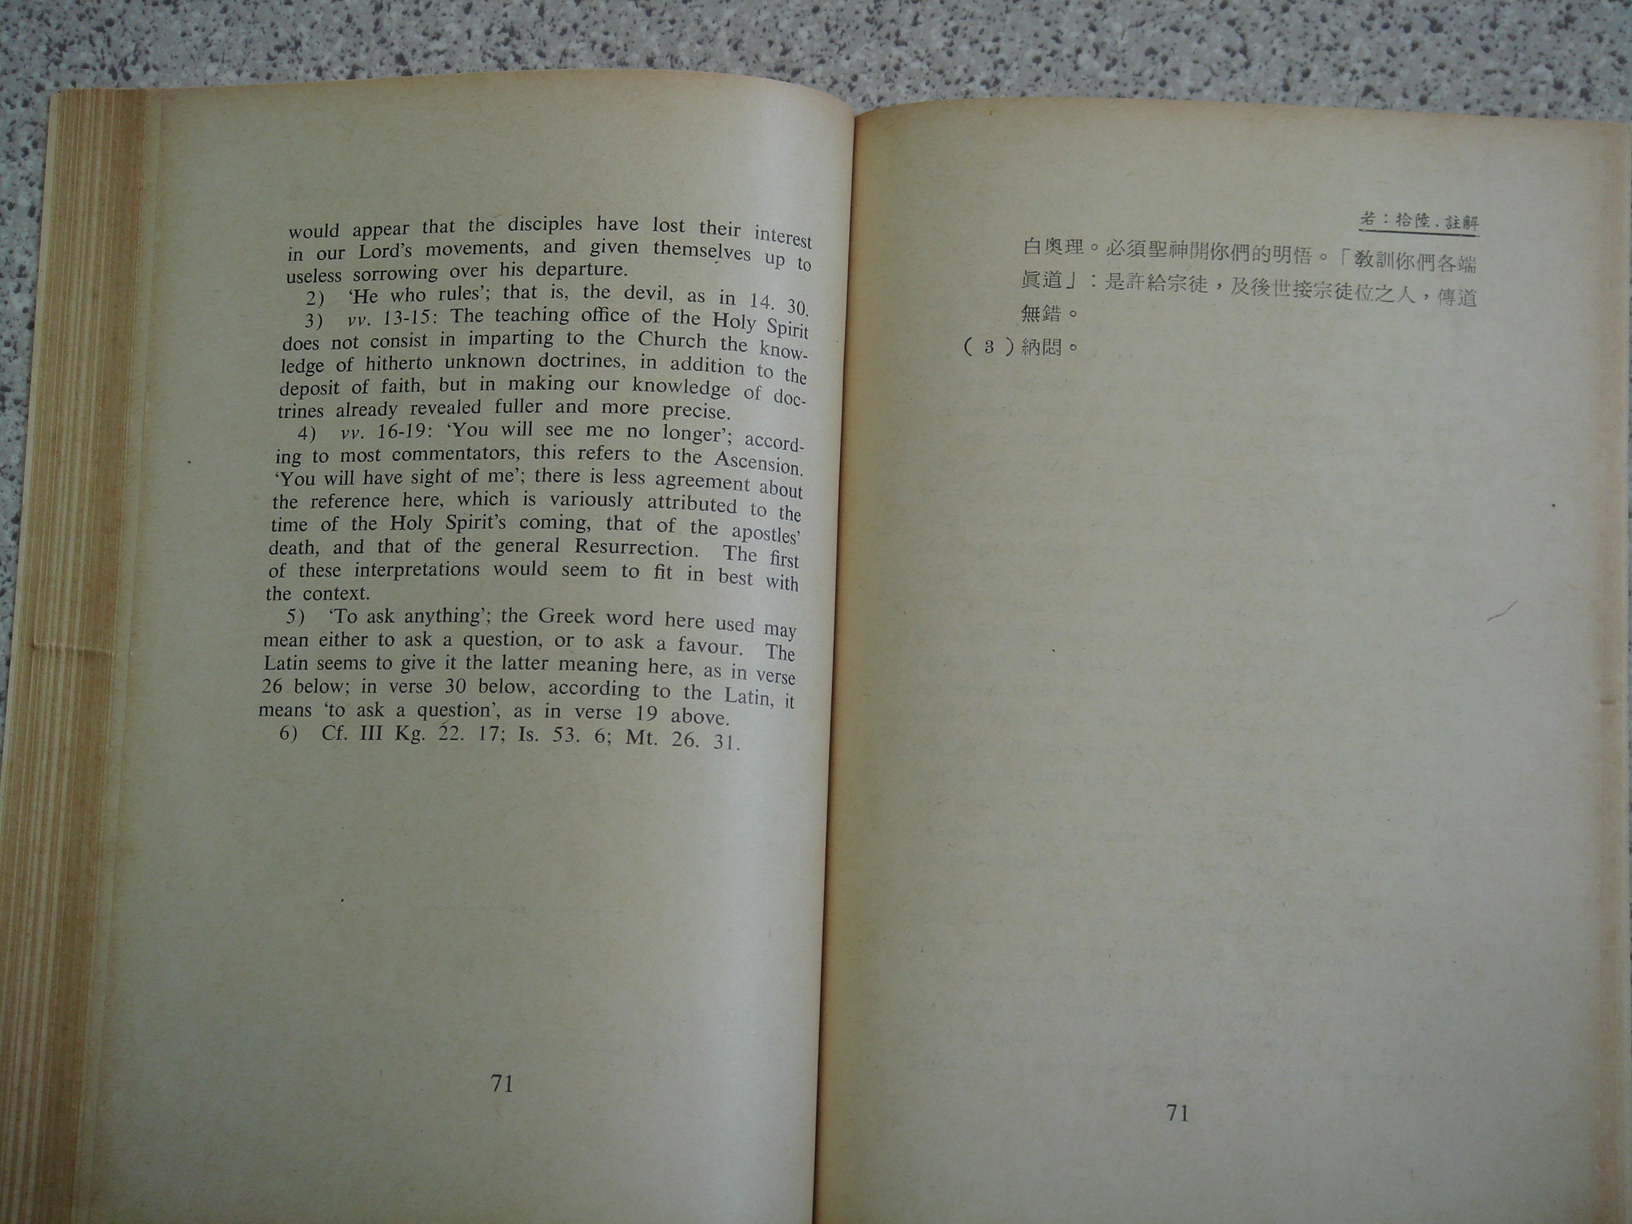 would appear that the disciples have lost their interest
in our Lord's movements, and given themselves up to
useless sorrowing over his departure.
2) 'He who rules'; that is, the devil, as in 14. 30.
3) vv. 13-15: The teaching office of the Holy Spirit
does not consist in imparting to the Church the know-
ledge of hitherto unknown doctrines, in addition to the
deposit of faith, but in making our knowledge of doc-
trines already revealed fuller and more precise.
4) vv. 16-19: 'You will see me no longer'; accord-
ing to most commentators, this refers to the Ascension.
'You will have sight of me'; there is less agreement about
the reference here, which is variously attributed to the
time of the Holy Spirit's coming, that of the apostles'
death, and that of the general Resurrection. The first
of these interpretations would seem to fit in best with
the context.
5) 'To ask anything'; the Greek word here used may
mean either to ask a question, or to ask a favour. The
Latin seems to give it the latter meaning here, as in verse
26 below; in verse 30 below, according to the Latin, it
means 'to ask a question', as in verse 19 above.
6) Cf. III Kg. 22. 17; Is. 53. 6; Mt. 26. 31.
71
若：拾陸．註解
白奧理。必須聖神開你們的明悟。「教訓你們各端
眞道」：是許給宗徒，及後世接宗徒位之人，傳道
無錯。
（3）納悶。
71